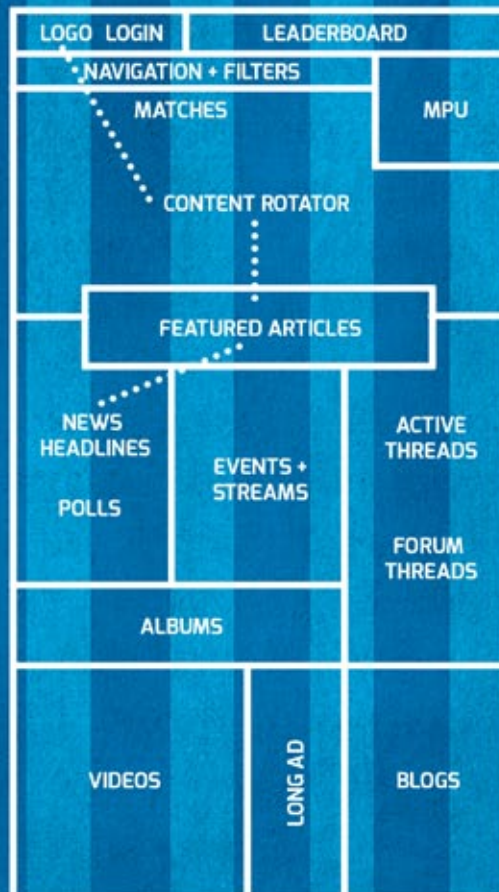 LOGO LOGIN
LEADERBOARD
NAVIGATION + FILTERS
MATCHES
MPU
CONTENT ROTATOR
FEATURED ARTICLES
NEWS
HEADLINES
POLLS
EVENTS +
STREAMS
ACTIVE
THREADS
FORUM
THREADS
ALBUMS
VIDEOS
LONG AD
BLOGS